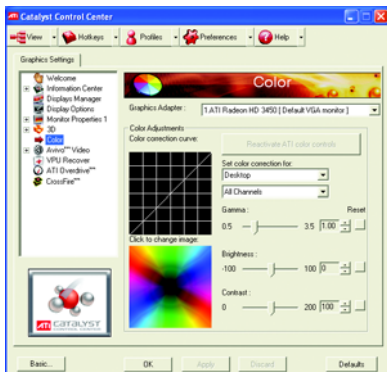 Catalyst Control Center
View Hotkeys Profiles Preferences Help
Graphics Settings
Welcome
Information Center
Displays Manager
Display Options
Monitor Properties 1
3D
Color
Avivo™ Video
VPU Recover
ATI Overdrive™
CrossFire™
ATI CATALYST
Color
Graphics Adapter :
1.ATI Radeon HD 3450 [ Default VGA monitor ]
Color Adjustments
Color correction curve:
Reactivate ATI color controls
Set color correction for:
Desktop
All Channels
Gamma :
Reset
0.5
3.5
1.00
Click to change image:
Brightness :
-100
100
0
Contrast :
0
200
100
Basic...
OK
Apply
Discard
Defaults